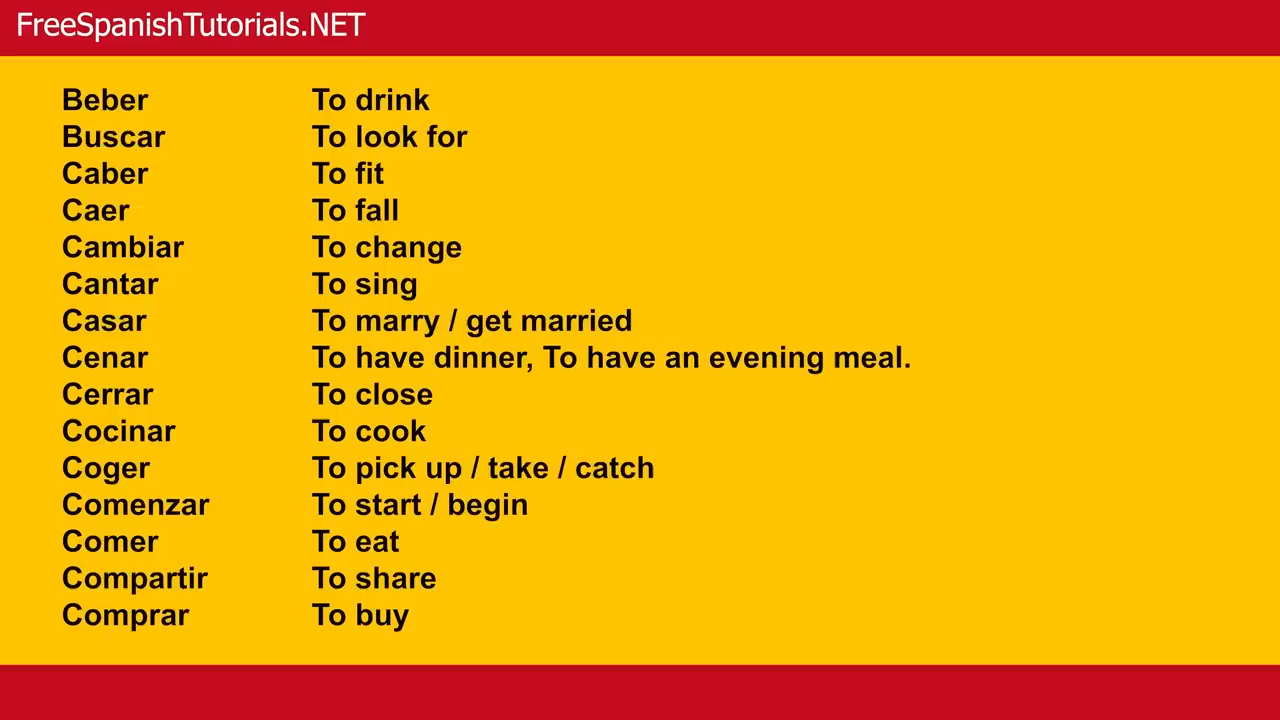 FreeSpanishTutorials.NET
Beber To drink
Buscar To look for
Caber To fit
Caer To fall
Cambiar To change
Cantar To sing
Casar To marry / get married
Cenar To have dinner, To have an evening meal.
Cerrar To close
Cocinar To cook
Coger To pick up / take / catch
Comenzar To start / begin
Comer To eat
Compartir To share
Comprar To buy